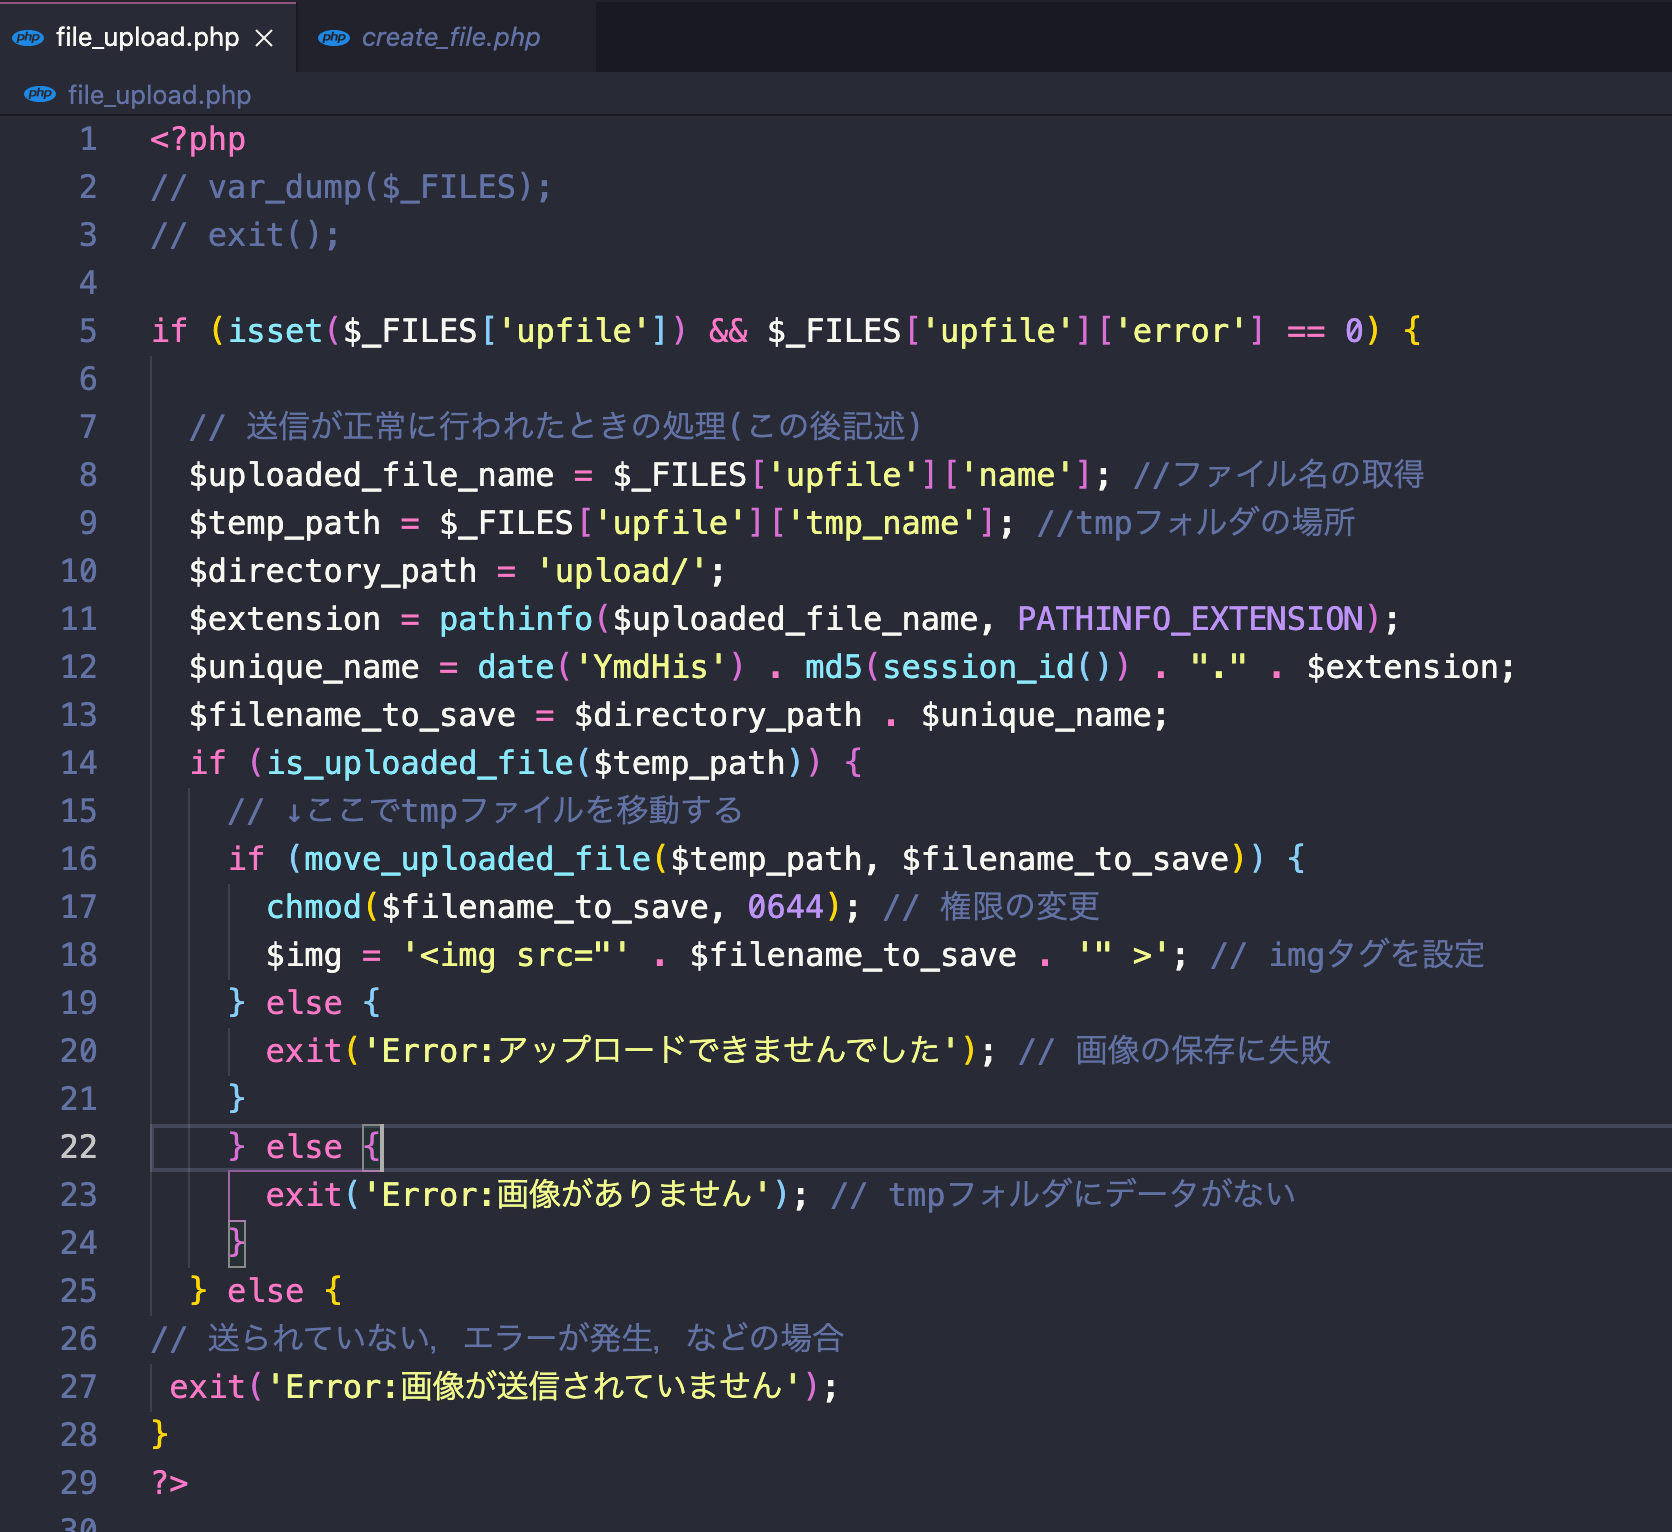 php file_upload.php × php create_file.php
php file_upload.php
1 <?php
2 // var_dump($_FILES);
3 // exit();
4
5 if (isset($_FILES['upfile']) && $_FILES['upfile']['error'] == 0) {
6
7 // 送信が正常に行われたときの処理(この後記述)
8 $uploaded_file_name = $_FILES['upfile']['name']; //ファイル名の取得
9 $temp_path = $_FILES['upfile']['tmp_name']; //tmpフォルダの場所
10 $directory_path = 'upload/';
11 $extension = pathinfo($uploaded_file_name, PATHINFO_EXTENSION);
12 $unique_name = date('YmdHis') . md5(session_id()) . "." . $extension;
13 $filename_to_save = $directory_path . $unique_name;
14 if (is_uploaded_file($temp_path)) {
15 // ↓ここでtmpファイルを移動する
16 if (move_uploaded_file($temp_path, $filename_to_save)) {
17 chmod($filename_to_save, 0644); // 権限の変更
18 $img = '<img src="' . $filename_to_save . '" >'; // imgタグを設定
19 } else {
20 exit('Error:アップロードできませんでした'); // 画像の保存に失敗
21 }
22 } else {
23 exit('Error:画像がありません'); // tmpフォルダにデータがない
24 }
25 } else {
26 // 送られていない，エラーが発生，などの場合
27 exit('Error:画像が送信されていません');
28 }
29 ?>
30